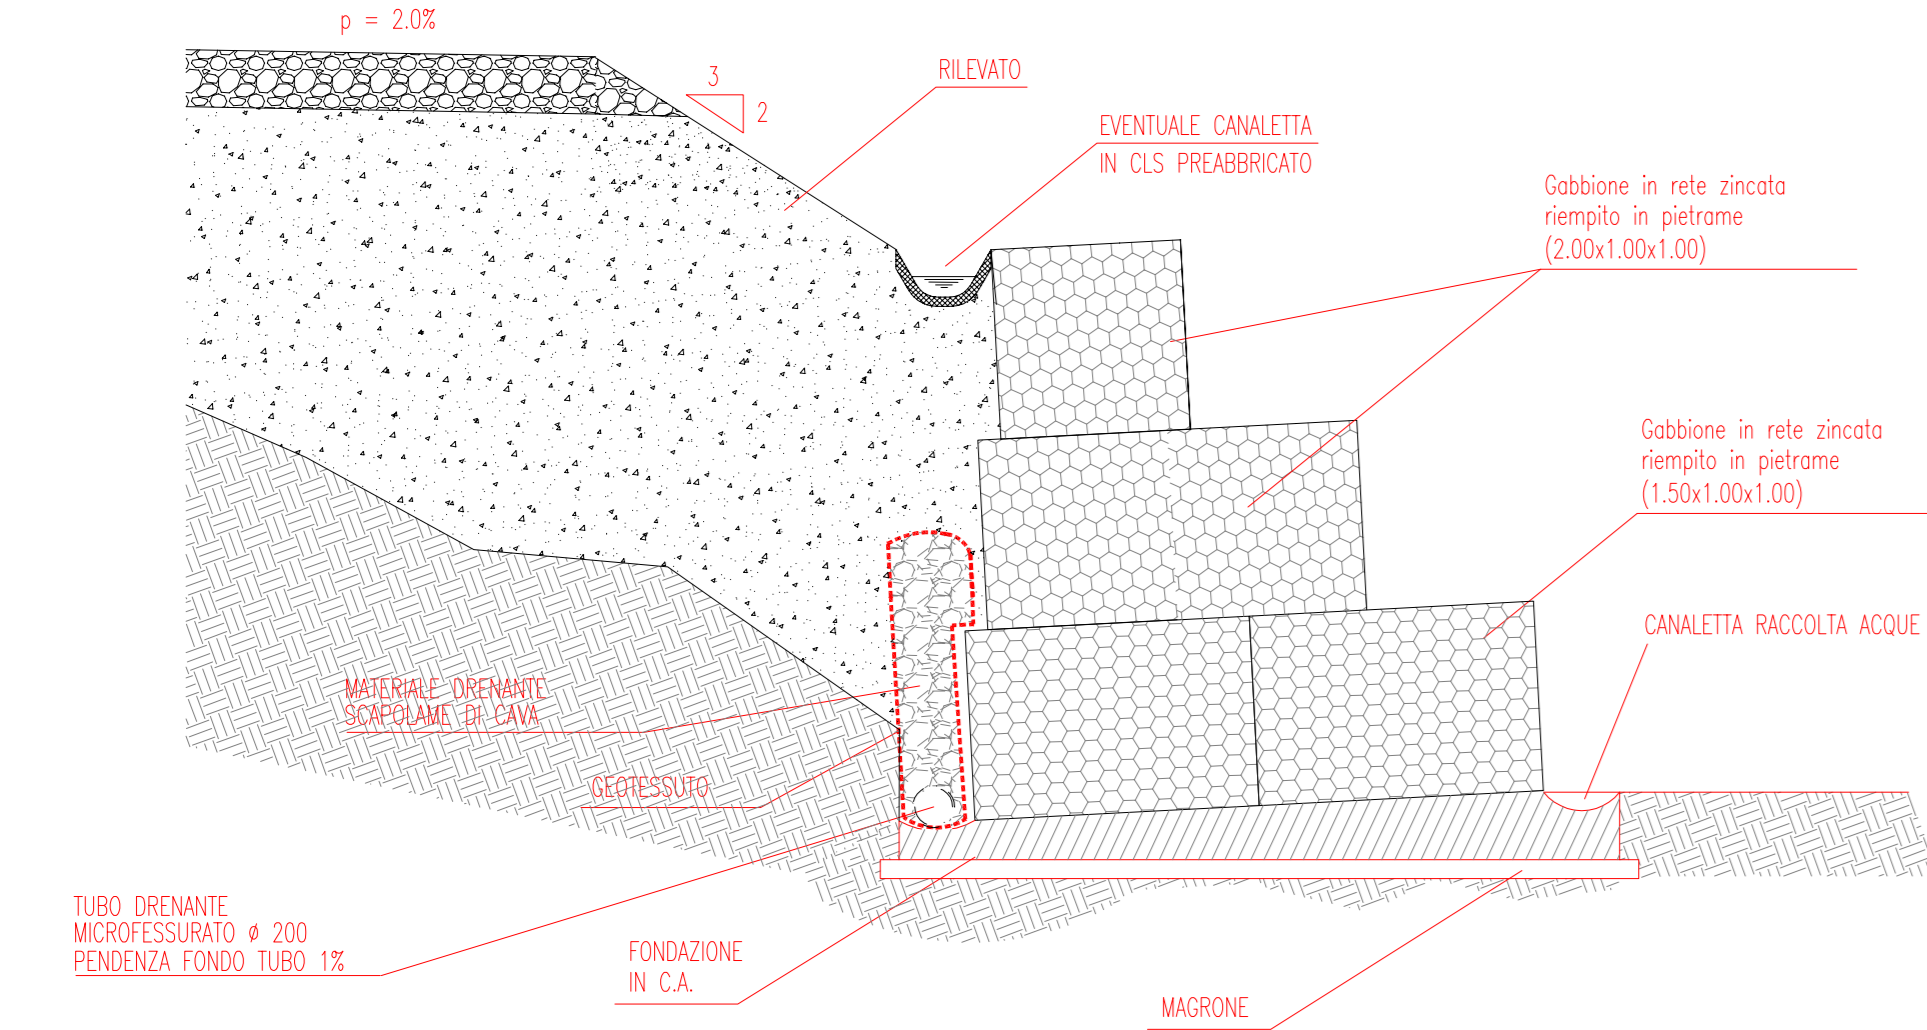 p = 2.0%
3
2
RILEVATO
EVENTUALE CANALETTA
IN CLS PREABBRICATO
Gabbione in rete zincata
riempito in pietrame
(2.00x1.00x1.00)
Gabbione in rete zincata
riempito in pietrame
(1.50x1.00x1.00)
CANALETTA RACCOLTA ACQUE
MATERIALE DRENANTE
SCAPOLAME DI CAVA
GEOTESSUTO
TUBO DRENANTE
MICROFESSURATO ø 200
PENDENZA FONDO TUBO 1%
FONDAZIONE
IN C.A.
MAGRONE